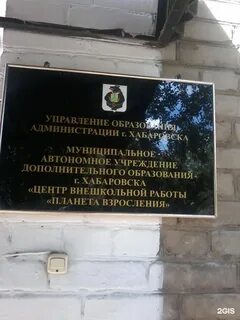 УПРАВЛЕНИЕ ОБРАЗОВАНИЯ
АДМИНИСТРАЦИИ г. ХАБАРОВСКА
МУНИЦИПАЛЬНОЕ
АВТОНОМНОЕ УЧРЕЖДЕНИЕ
ДОПОЛНИТЕЛЬНОГО ОБРАЗОВАНИЯ
г. ХАБАРОВСКА
«ЦЕНТР ВНЕШКОЛЬНОЙ РАБОТЫ
«ПЛАНЕТА ВЗРОСЛЕНИЯ»
2GIS